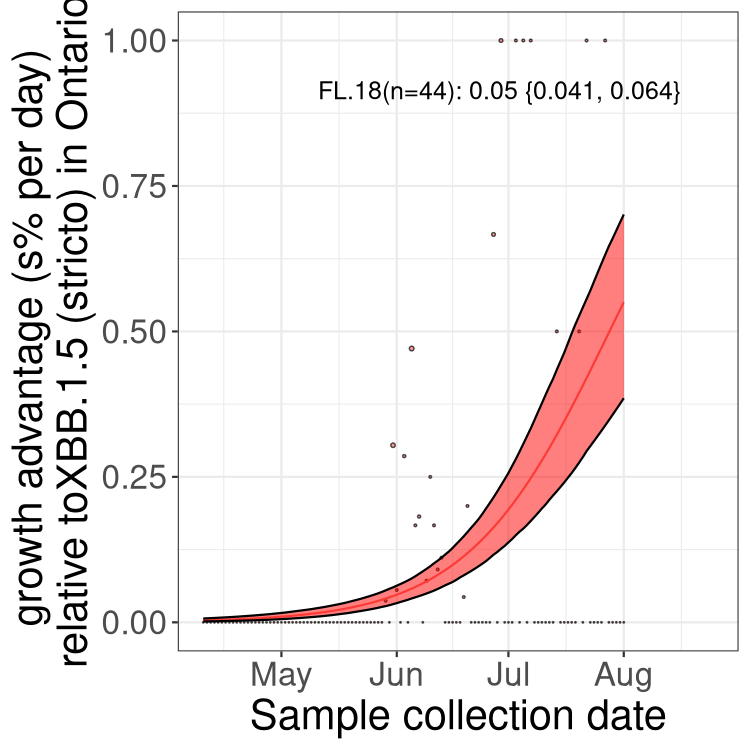 growth advantage (s% per day)
relative toXBB.1.5 (stricto) in Ontario
1.00
0.75
0.50
0.25
0.00
FL.18(n=44): 0.05 {0.041, 0.064}
May Jun Jul Aug
Sample collection date